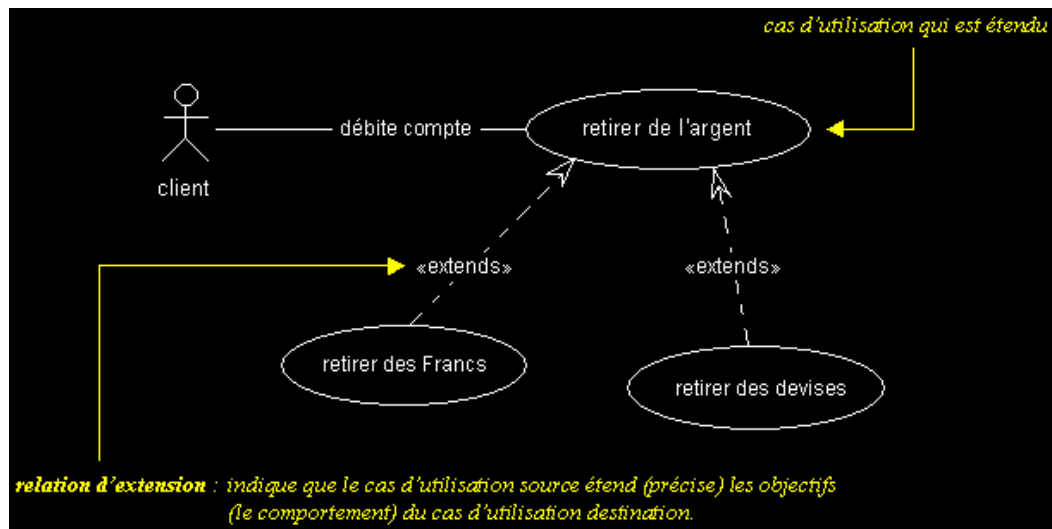 cas d'utilisation qui est étendu
débite compte
retirer de l'argent
client
«extends»
«extends»
retirer des Francs
retirer des devises
relation d'extension : indique que le cas d'utilisation source étend (précise) les objectifs
(le comportement) du cas d'utilisation destination.